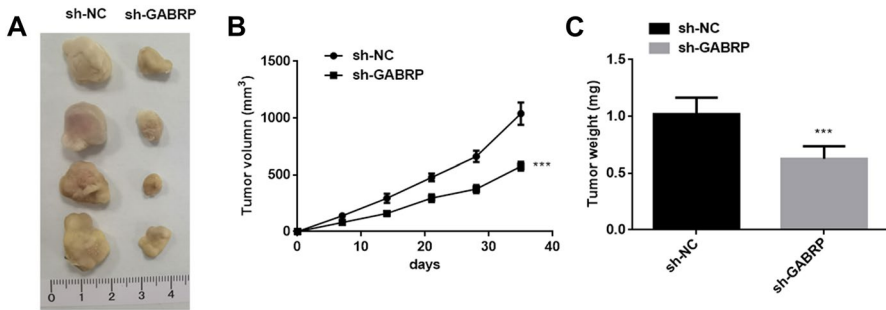 A
sh-NC sh-GABRP
0 1 2 3 4
B
sh-NC
sh-GABRP
Tumor volumn (mm³)
1500
1000
500
0
***
0 10 20 30 40
days
C
sh-NC
sh-GABRP
Tumor weight (mg)
1.5
1.0
0.5
0.0
***
sh-NC
sh-GABRP